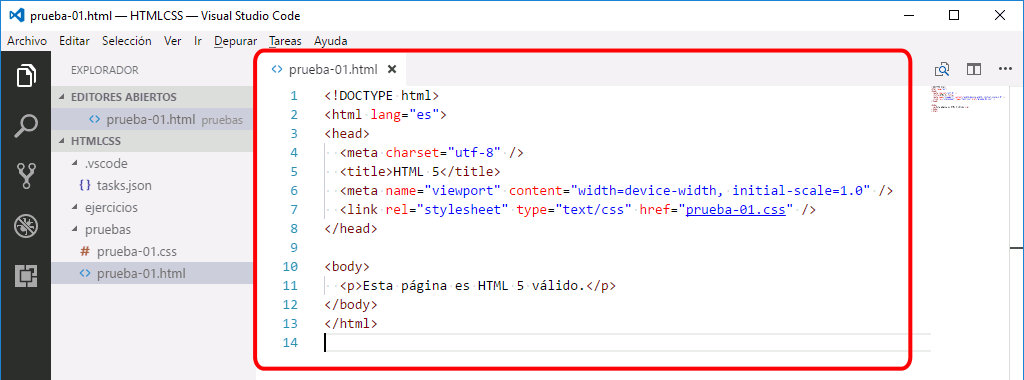 prueba-01.html — HTMLCSS — Visual Studio Code
Archivo Editar Selección Ver Ir Depurar Tareas Ayuda
EXPLORADOR
EDITORES ABIERTOS
prueba-01.html pruebas
HTMLCSS
.vscode
{} tasks.json
ejercicios
pruebas
# prueba-01.css
<> prueba-01.html
<> prueba-01.html ×
1 <!DOCTYPE html>
2 <html lang="es">
3 <head>
4   <meta charset="utf-8" />
5   <title>HTML 5</title>
6   <meta name="viewport" content="width=device-width, initial-scale=1.0" />
7   <link rel="stylesheet" type="text/css" href="prueba-01.css" />
8 </head>
9
10 <body>
11   <p>Esta página es HTML 5 válido.</p>
12 </body>
13 </html>
14